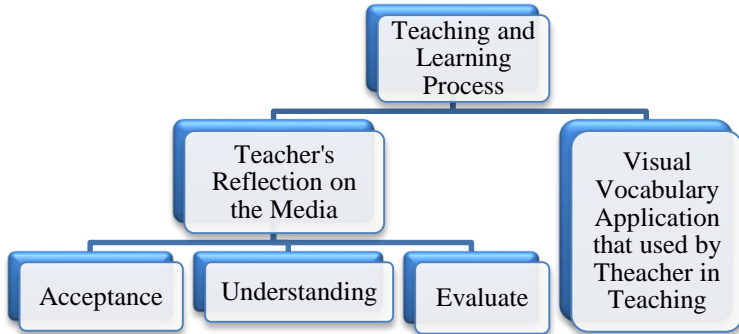 Teaching and
Learning
Process
Teacher's
Reflection on
the Media
Visual
Vocabulary
Application
that used by
Theacher in
Teaching
Acceptance
Understanding
Evaluate